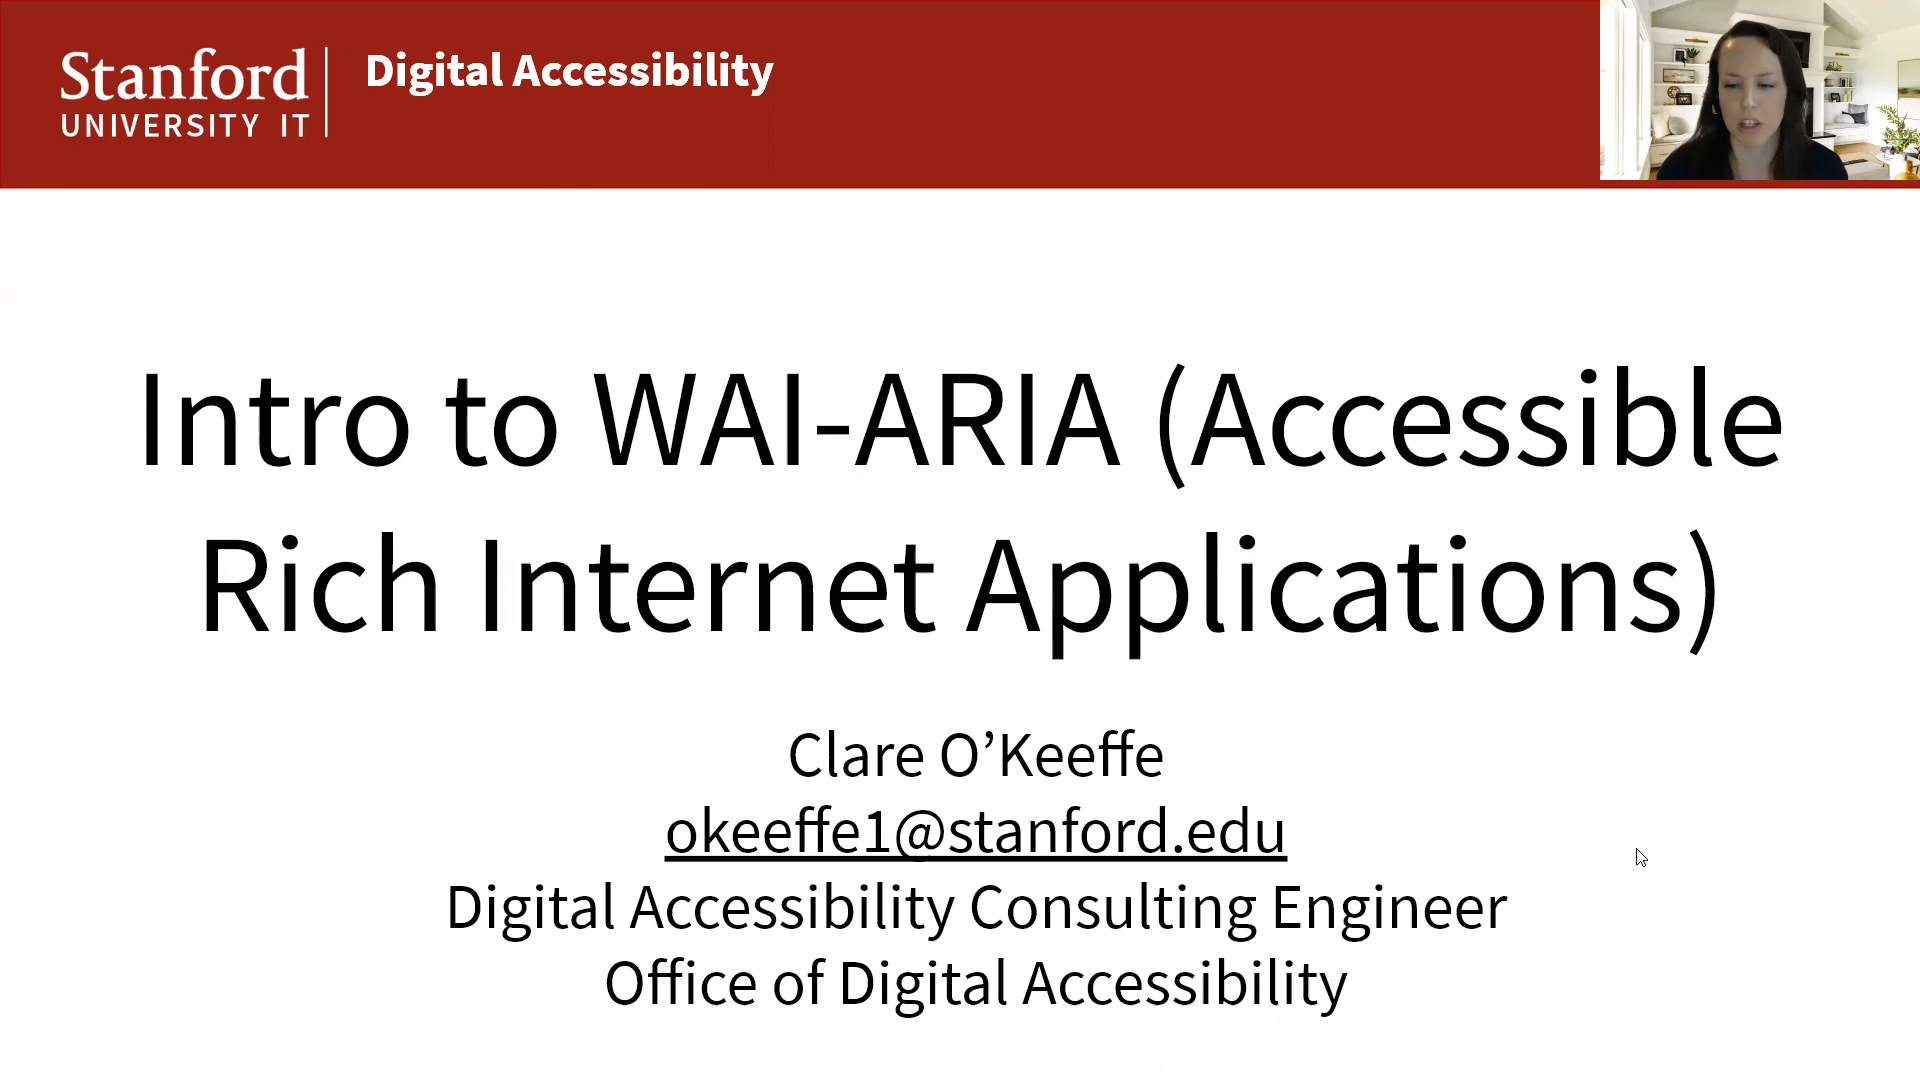 Stanford
UNIVERSITY IT
Digital Accessibility
Intro to WAI-ARIA (Accessible
Rich Internet Applications)
Clare O’Keeffe
okeeffe1@stanford.edu
Digital Accessibility Consulting Engineer
Office of Digital Accessibility